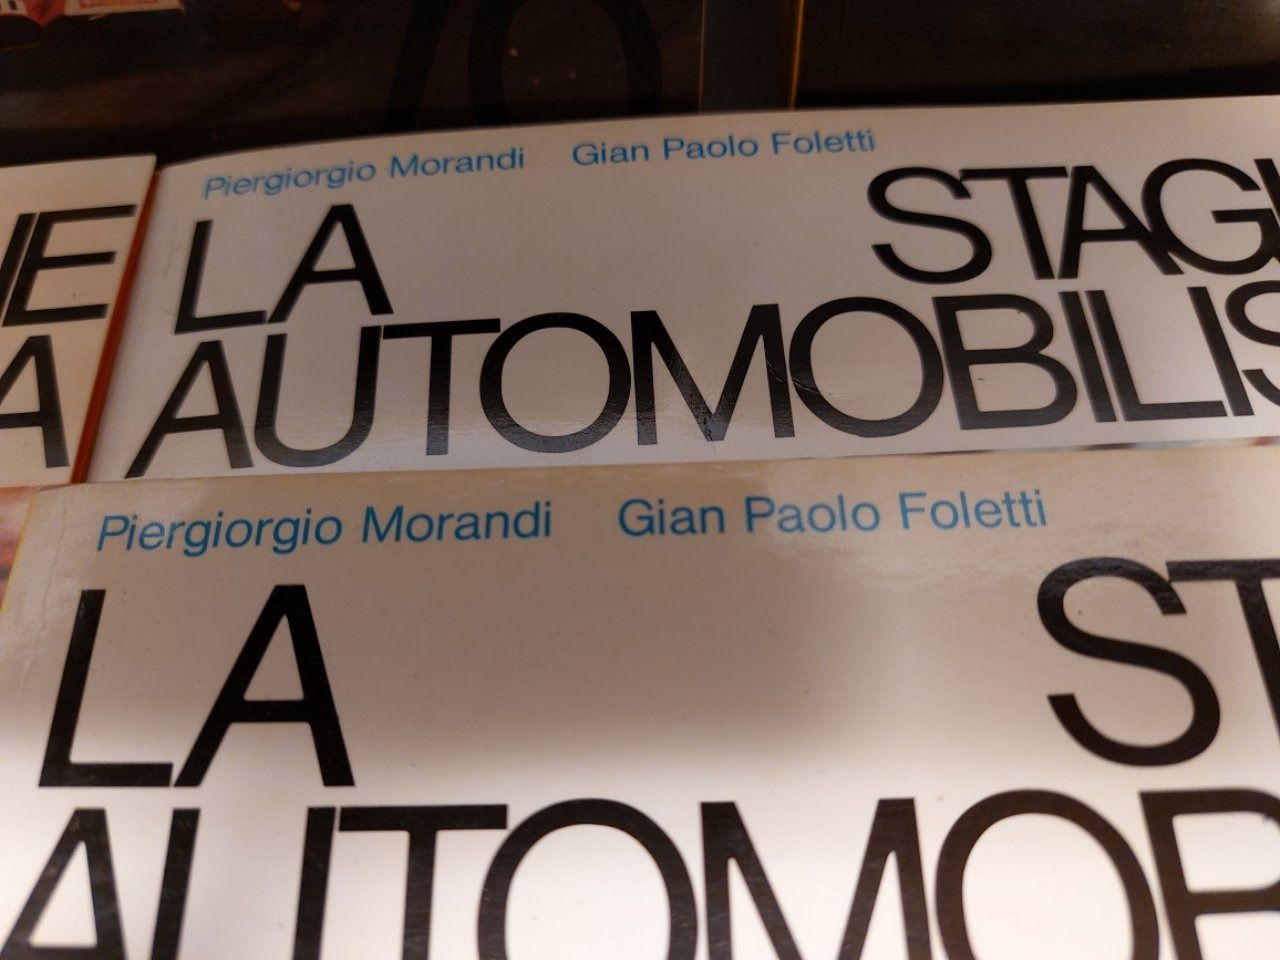 Piergiorgio Morandi Gian Paolo Foletti
LA STAGI
AUTOMOBILIS
Piergiorgio Morandi Gian Paolo Foletti
LA ST
AUTOMOB